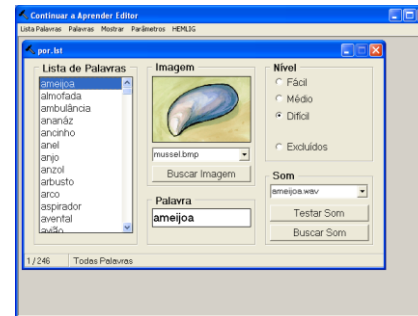 Continuar a Aprender Editor
Lista Palavras Palavras Mostrar Parâmetros HEMLIG
por.lst
Lista de Palavras
ameijoa
almofada
ambulância
ananáz
ancinho
anel
anjo
anzol
arbusto
arco
aspirador
avental
avião
Imagem
mussel.bmp
Buscar Imagem
Palavra
ameijoa
Nível
Fácil
Médio
Difícil
Excluídos
Som
ameijoa.wav
Testar Som
Buscar Som
1/246 Todas Palavras